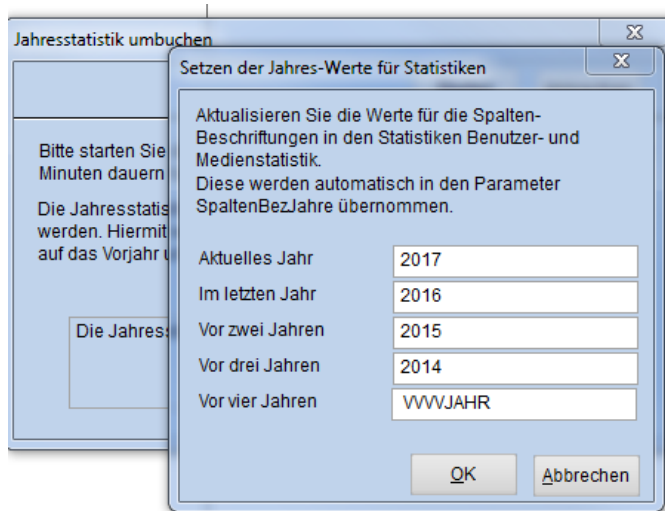 Jahresstatistik umbuchen
Bitte starten Sie
Minuten dauern
Die Jahresstatis
werden. Hiermit
auf das Vorjahr u
Die Jahress
Setzen der Jahres-Werte für Statistiken
Aktualisieren Sie die Werte für die Spalten-
Beschriftungen in den Statistiken Benutzer- und
Medienstatistik.
Diese werden automatisch in den Parameter
SpaltenBezJahre übernommen.
Aktuelles Jahr 2017
Im letzten Jahr 2016
Vor zwei Jahren 2015
Vor drei Jahren 2014
Vor vier Jahren VVVVJAHR
OK Abbrechen